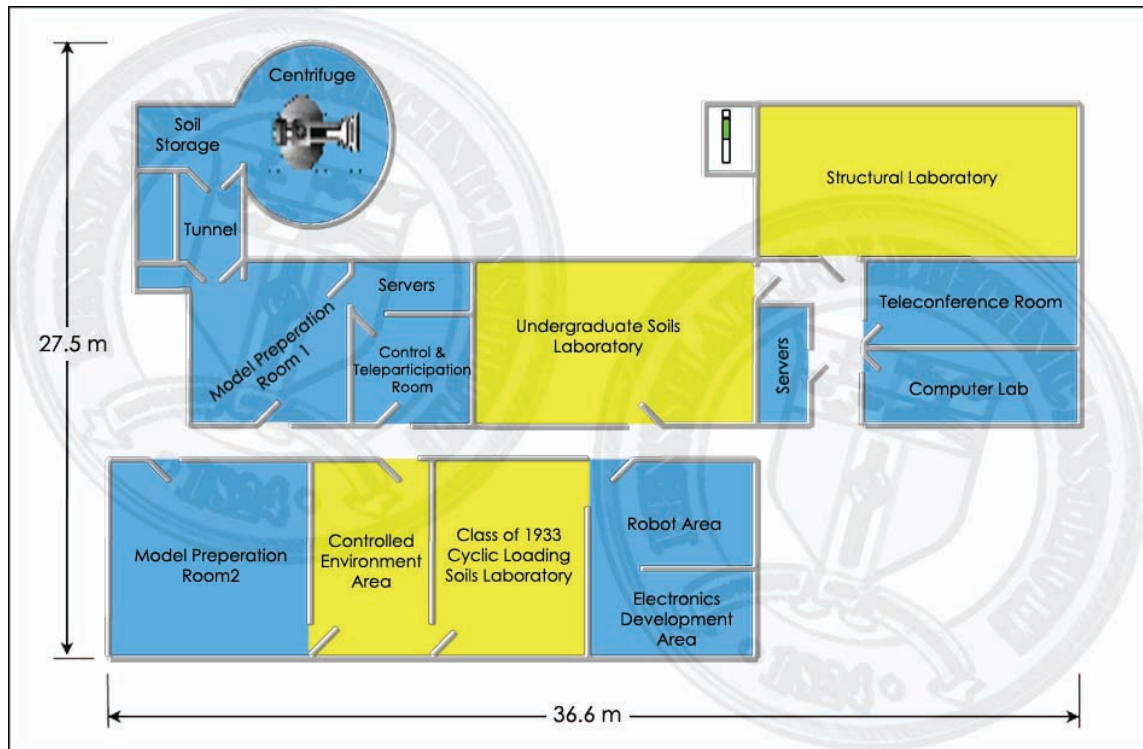 Centrifuge
Soil
Storage
Tunnel
Structural Laboratory
Servers
Teleconference Room
27.5 m
Model Preparation
Room 1
Undergraduate Soils
Laboratory
Control &
Teleparticipation
Room
Servers
Computer Lab
Model Preperation
Room2
Controlled
Environment
Area
Class of 1933
Cyclic Loading
Soils Laboratory
Robot Area
Electronics
Development
Area
36.6 m